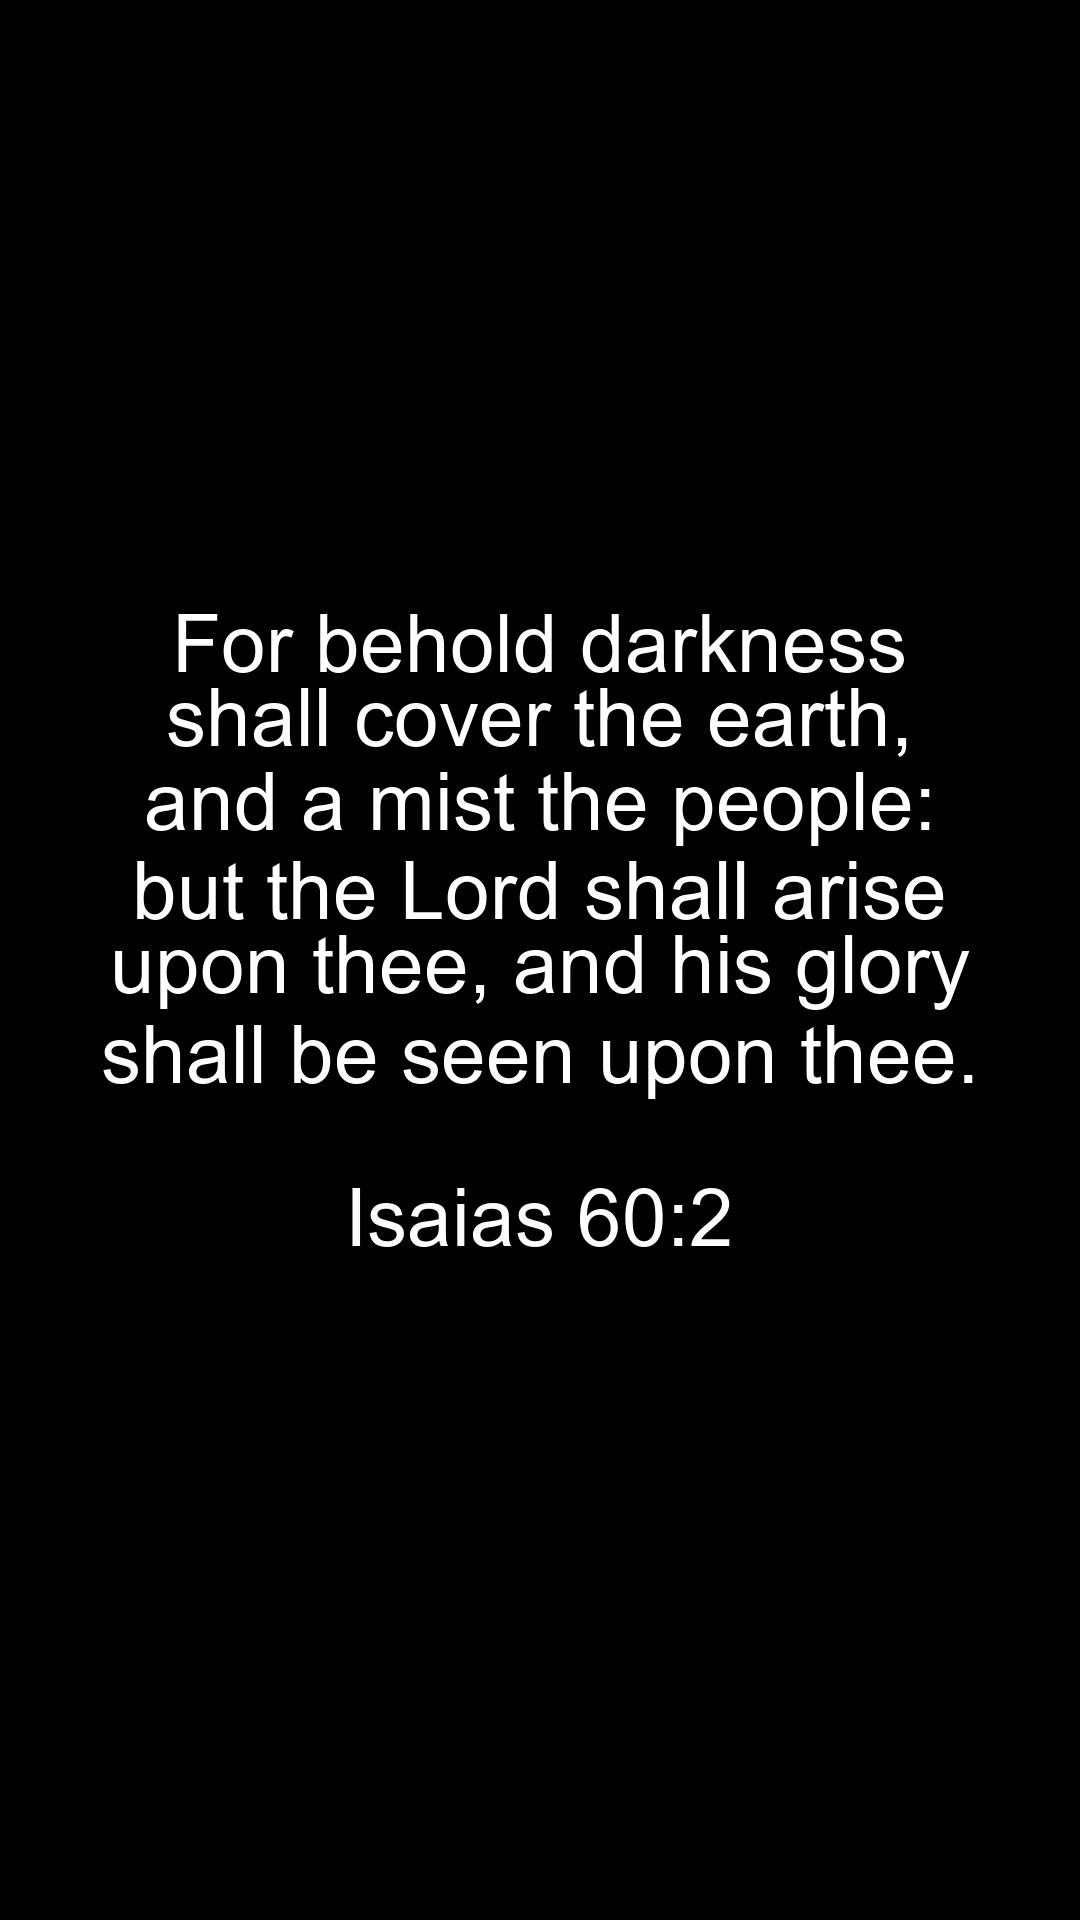 For behold darkness
shall cover the earth,
and a mist the people:
but the Lord shall arise
upon thee, and his glory
shall be seen upon thee.
Isaias 60:2